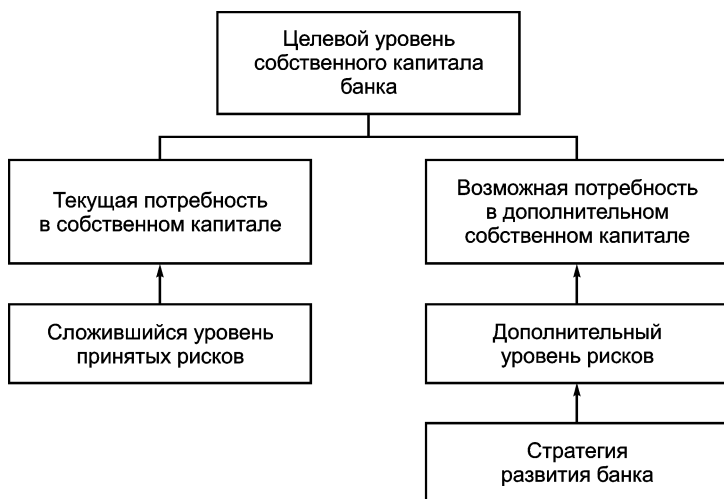 Целевой уровень
собственного капитала
банка
Текущая потребность
в собственном капитале
Возможная потребность
в дополнительном
собственном капитале
Сложившийся уровень
принятых рисков
Дополнительный
уровень рисков
Стратегия
развития банка